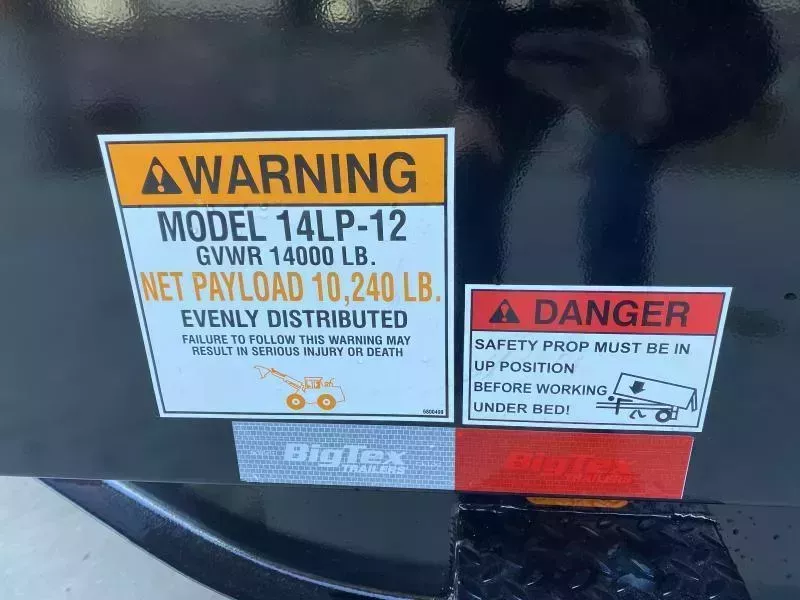 WARNING
MODEL 14LP-12
GVWR 14000 LB.
NET PAYLOAD 10,240 LB.
EVENLY DISTRIBUTED
FAILURE TO FOLLOW THIS WARNING MAY
RESULT IN SERIOUS INJURY OR DEATH
DANGER
SAFETY PROP MUST BE IN
UP POSITION
BEFORE WORKING
UNDER BED!
BigTex
TRAILERS
BigTex
TRAILERS